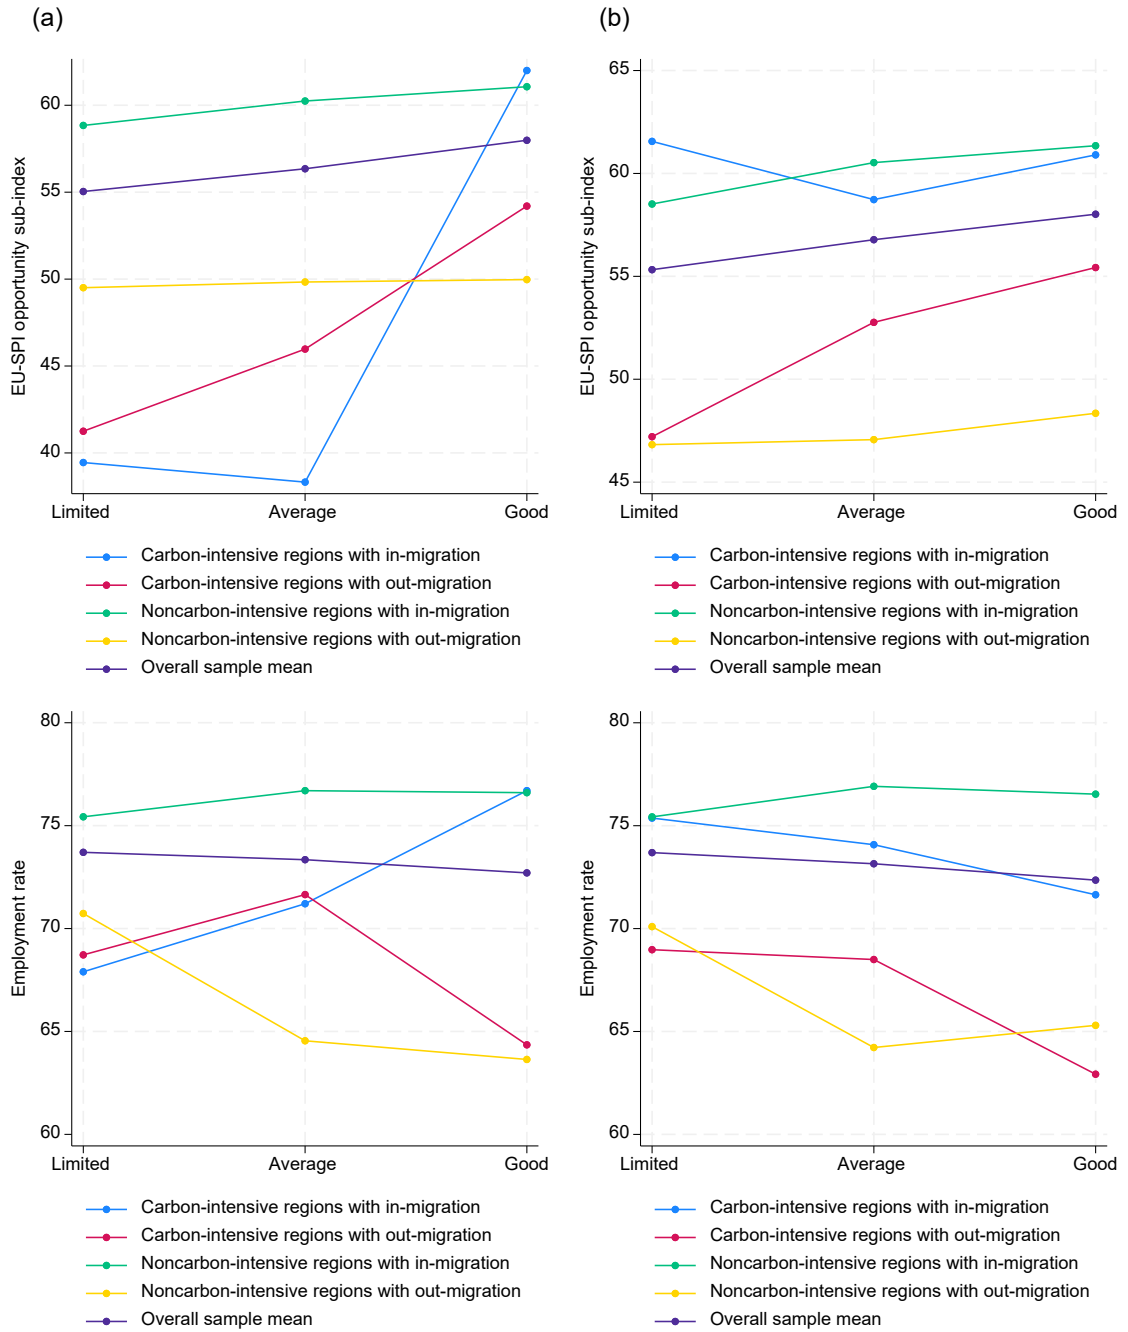 (a)
EU-SPI opportunity sub-index
60
55
50
45
40
Limited Average Good
Carbon-intensive regions with in-migration
Carbon-intensive regions with out-migration
Noncarbon-intensive regions with in-migration
Noncarbon-intensive regions with out-migration
Overall sample mean
(b)
EU-SPI opportunity sub-index
65
60
55
50
45
Limited Average Good
Carbon-intensive regions with in-migration
Carbon-intensive regions with out-migration
Noncarbon-intensive regions with in-migration
Noncarbon-intensive regions with out-migration
Overall sample mean
Employment rate
80
75
70
65
60
Limited Average Good
Carbon-intensive regions with in-migration
Carbon-intensive regions with out-migration
Noncarbon-intensive regions with in-migration
Noncarbon-intensive regions with out-migration
Overall sample mean
Employment rate
80
75
70
65
60
Limited Average Good
Carbon-intensive regions with in-migration
Carbon-intensive regions with out-migration
Noncarbon-intensive regions with in-migration
Noncarbon-intensive regions with out-migration
Overall sample mean